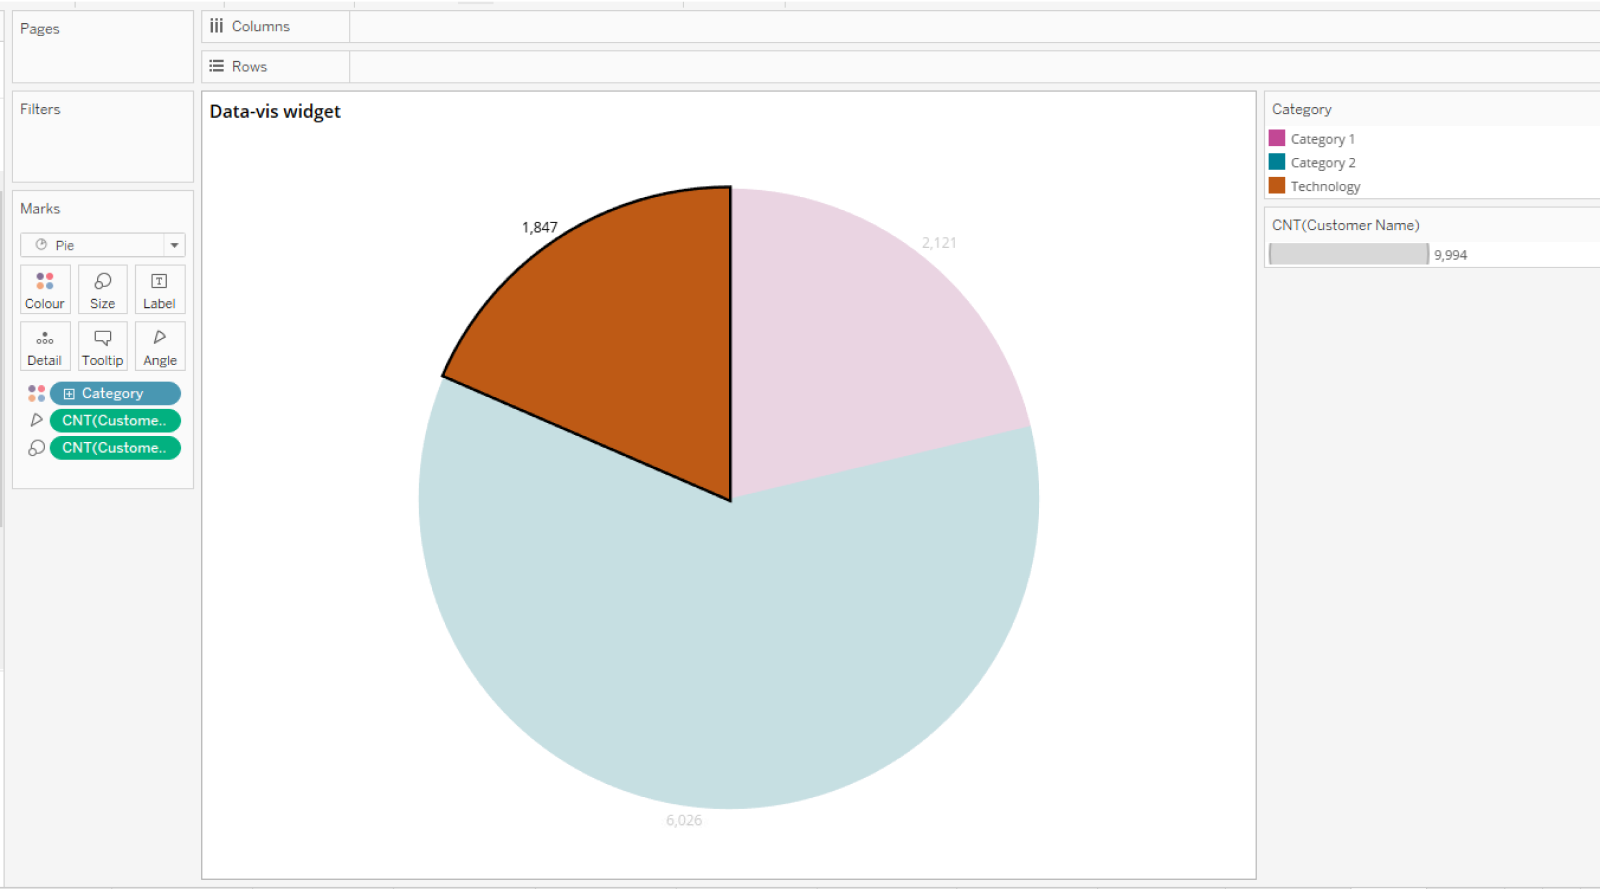 Pages
Columns
Rows
Filters
Data-vis widget
Category
Category 1
Category 2
Technology
CNT(Customer Name)
9,994
Marks
Pie
Colour Size Label
T
Detail Tooltip Angle
Category
CNT(Custome..
CNT(Custome..
1,847
2,121
6,026